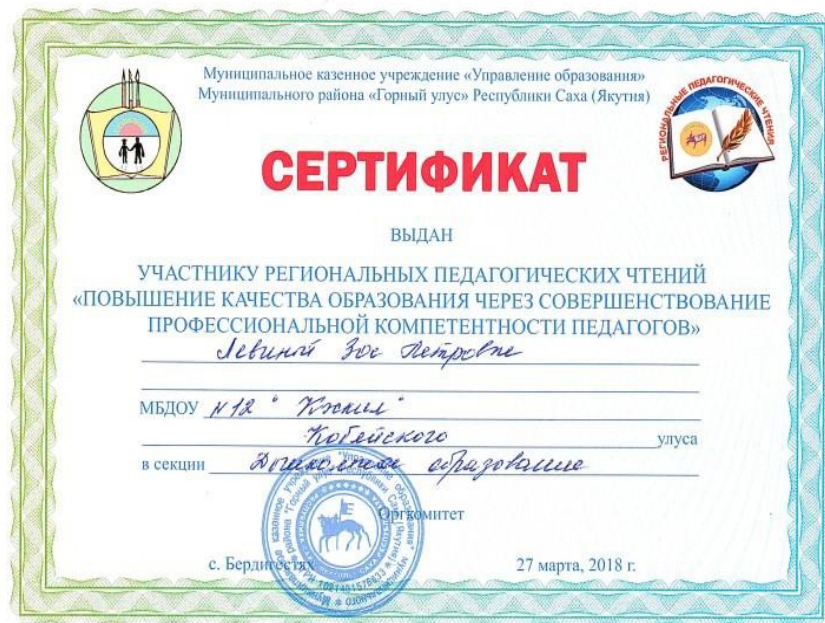 Муниципальное казенное учреждение «Управление образования»
Муниципального района «Горный улус» Республики Саха (Якутия)
РЕГИОНАЛЬНЫЕ ПЕДАГОГИЧЕСКИЕ ЧТЕНИЯ
СЕРТИФИКАТ
ВЫДАН
УЧАСТНИКУ РЕГИОНАЛЬНЫХ ПЕДАГОГИЧЕСКИХ ЧТЕНИЙ
«ПОВЫШЕНИЕ КАЧЕСТВА ОБРАЗОВАНИЯ ЧЕРЕЗ СОВЕРШЕНСТВОВАНИЕ
ПРОФЕССИОНАЛЬНОЙ КОМПЕТЕНТНОСТИ ПЕДАГОГОВ»
Левиной Зое Петровне
МБДОУ №12
Кобяйского улуса
в секции Дошкольное образование
Оргкомитет
с. Бердигестях 27 марта, 2018 г.